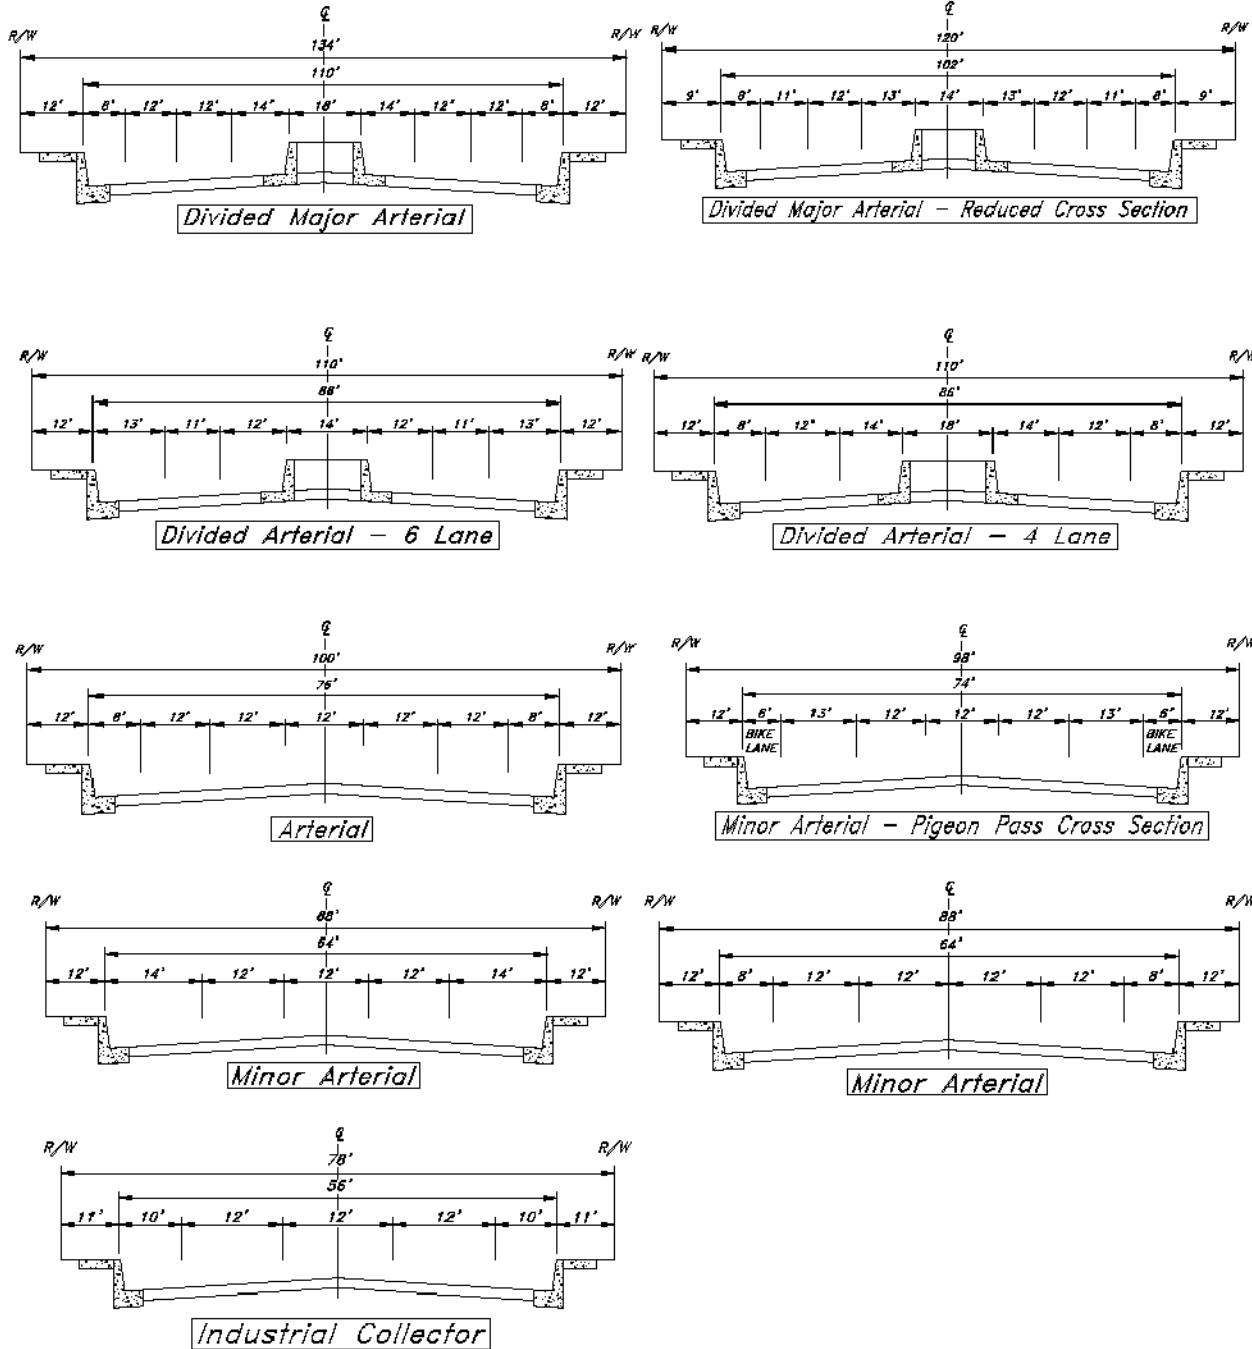 ℄
R/W R/W
134'
110'
12' 8' 12' 12' 14' 18' 14' 12' 12' 8' 12'
Divided Major Arterial
℄
R/W R/W
120'
102'
9' 8' 11' 12' 13' 14' 13' 12' 11' 8' 9'
Divided Major Arterial - Reduced Cross Section
℄
R/W R/W
110'
86'
12' 13' 11' 12' 14' 12' 11' 13' 12'
Divided Arterial - 6 Lane
℄
R/W R/W
110'
86'
12' 8' 12' 14' 18' 14' 12' 8' 12'
Divided Arterial - 4 Lane
℄
R/W R/W
100'
76'
12' 8' 12' 12' 12' 12' 12' 8' 12'
Arterial
℄
R/W R/W
98'
74'
12' 6' 13' 12' 12' 12' 13' 6' 12'
BIKE BIKE
LANE LANE
Minor Arterial - Pigeon Pass Cross Section
℄
R/W R/W
88'
64'
12' 14' 12' 12' 12' 14' 12'
Minor Arterial
℄
R/W R/W
88'
64'
12' 8' 12' 12' 12' 12' 8' 12'
Minor Arterial
℄
R/W R/W
78'
56'
11' 10' 12' 12' 12' 10' 11'
Industrial Collector